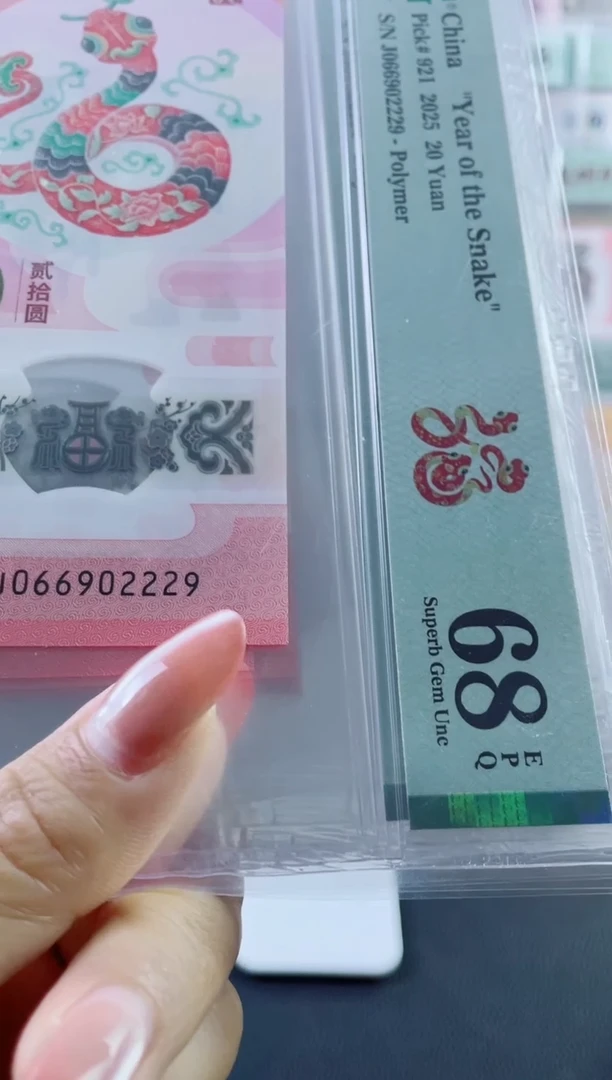 China "Year of the Snake"
Pick# 921 2025 20 Yuan
S/N J066902229 - Polymer
68
EPQ
Superb Gem Unc
贰拾圆
J066902229